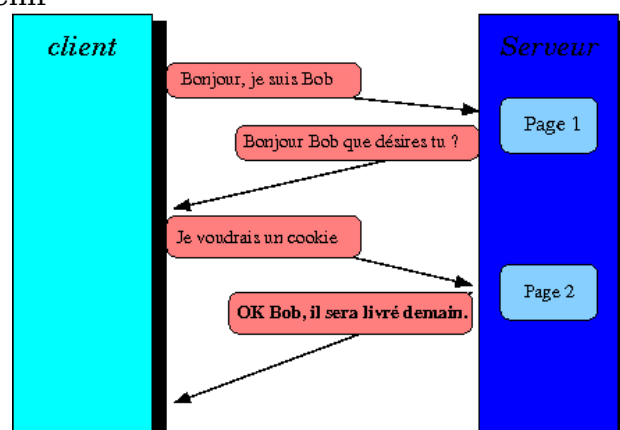 client
Serveur
Bonjour, je suis Bob
Page 1
Bonjour Bob que désires tu ?
Je voudrais un cookie
Page 2
OK Bob, il sera livré demain.